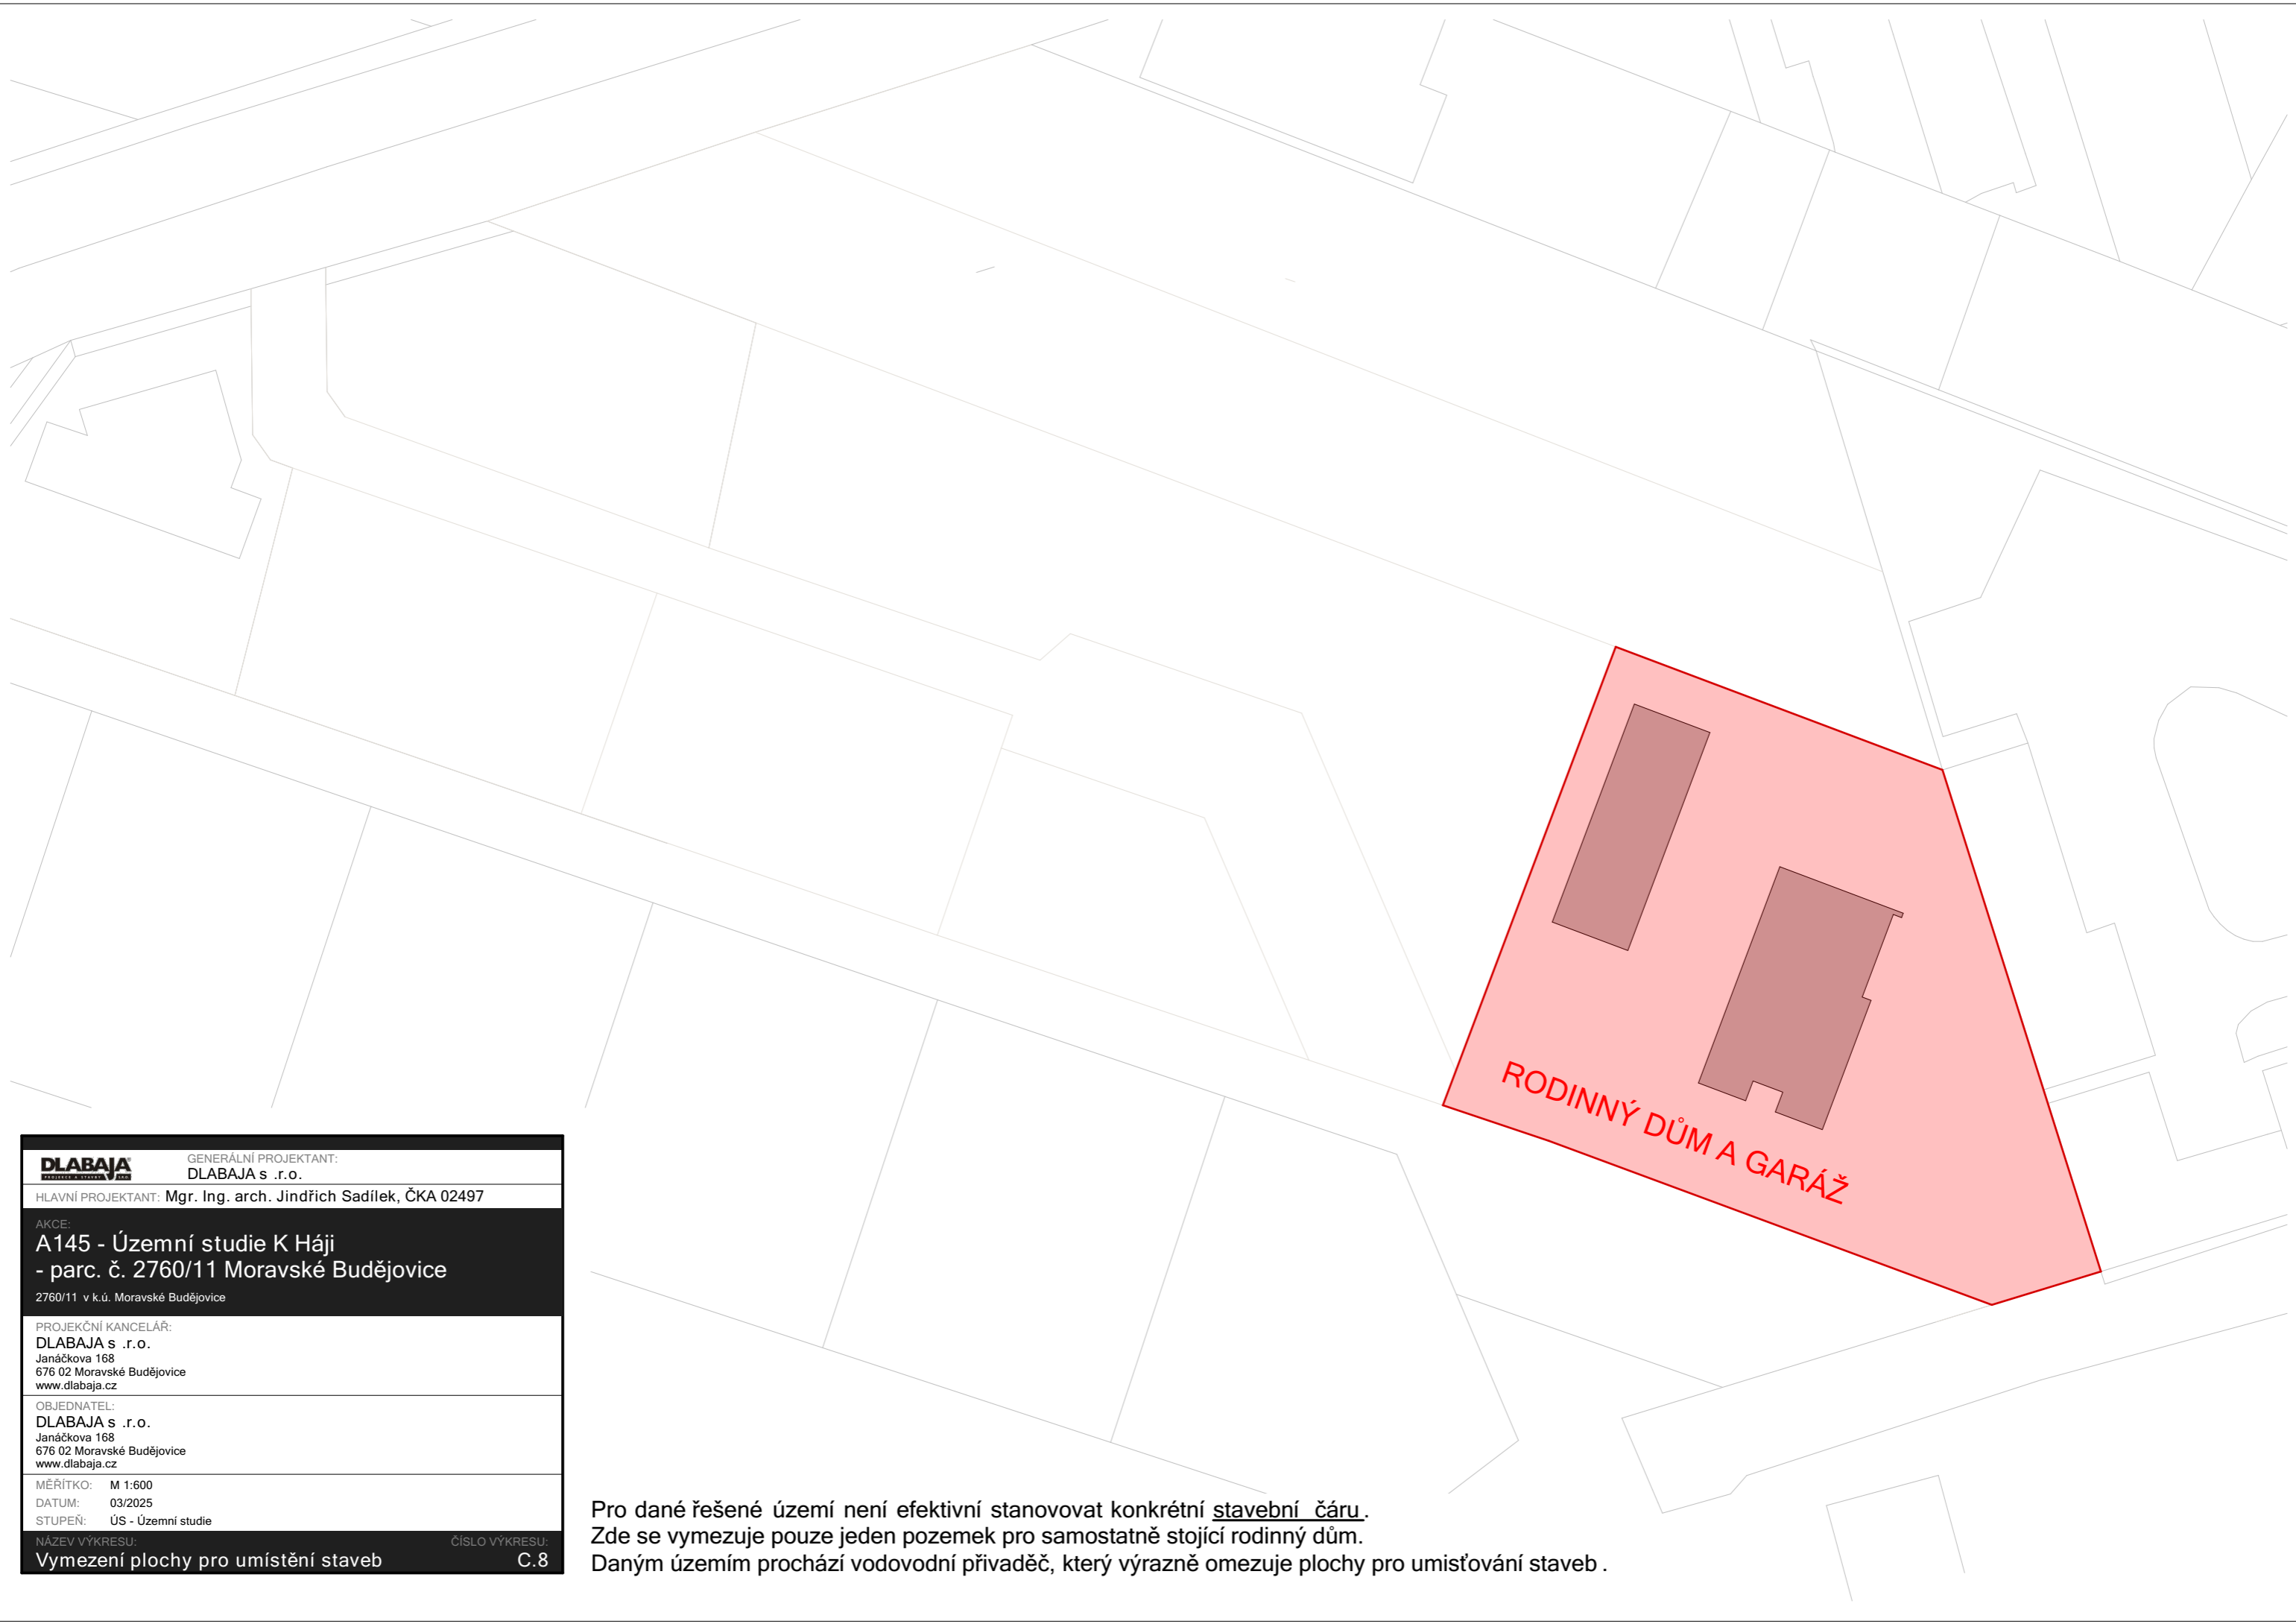 RODINNÝ DŮM A GARÁŽ
DLABAJA
GENERÁLNÍ PROJEKTANT:
DLABAJA s .r.o.
HLAVNÍ PROJEKTANT: Mgr. Ing. arch. Jindřich Sadílek, ČKA 02497
AKCE:
A145 - Územní studie K Háji
- parc. č. 2760/11 Moravské Budějovice
2760/11 v k.ú. Moravské Budějovice
PROJEKČNÍ KANCELÁŘ:
DLABAJA s .r.o.
Janáčkova 168
676 02 Moravské Budějovice
www.dlabaja.cz
OBJEDNATEL:
DLABAJA s .r.o.
Janáčkova 168
676 02 Moravské Budějovice
www.dlabaja.cz
MĚŘÍTKO: M 1:600
DATUM: 03/2025
STUPEŇ: ÚS - Územní studie
NÁZEV VÝKRESU: ČÍSLO VÝKRESU:
Vymezení plochy pro umístění staveb C.8
Pro dané řešené území není efektivní stanovovat konkrétní stavební čáru .
Zde se vymezuje pouze jeden pozemek pro samostatně stojící rodinný dům.
Daným územím prochází vodovodní přivaděč, který výrazně omezuje plochy pro umisťování staveb .